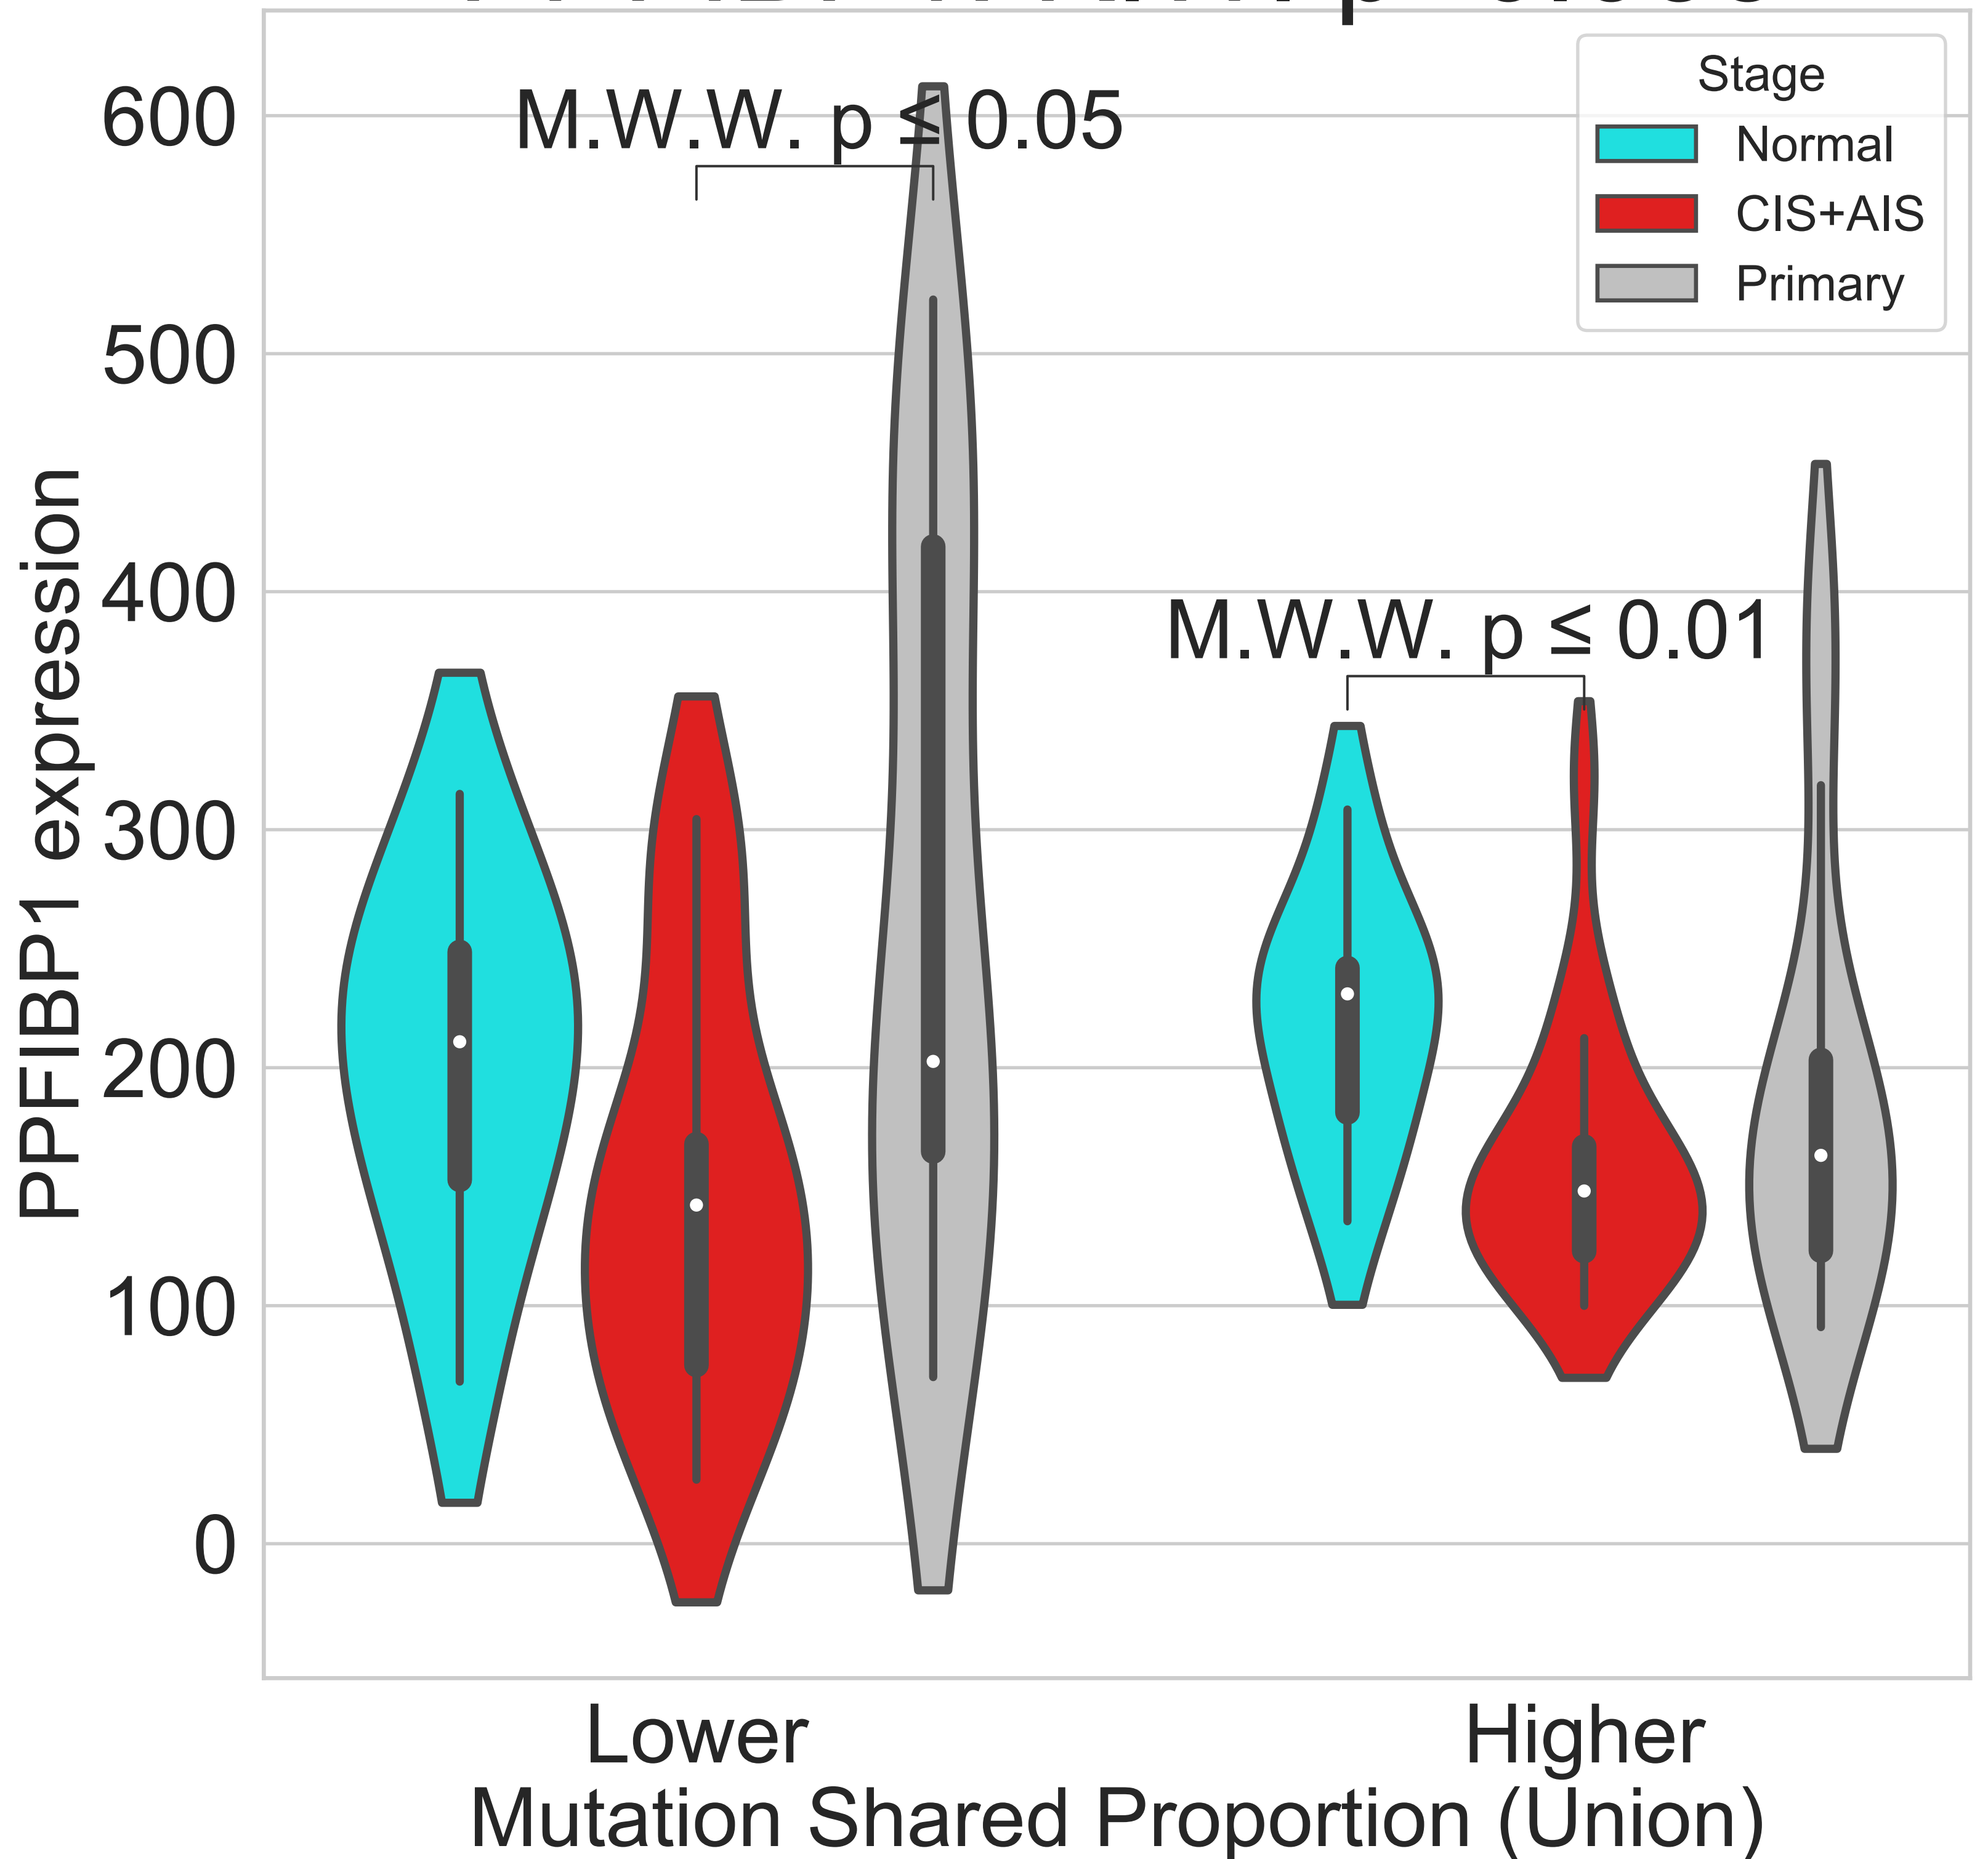 Stage
Normal
CIS+AIS
Primary
M.W.W. p ≤ 0.05
M.W.W. p ≤ 0.01
PPFIBP1 expression
600
500
400
300
200
100
0
Lower
Higher
Mutation Shared Proportion (Union)